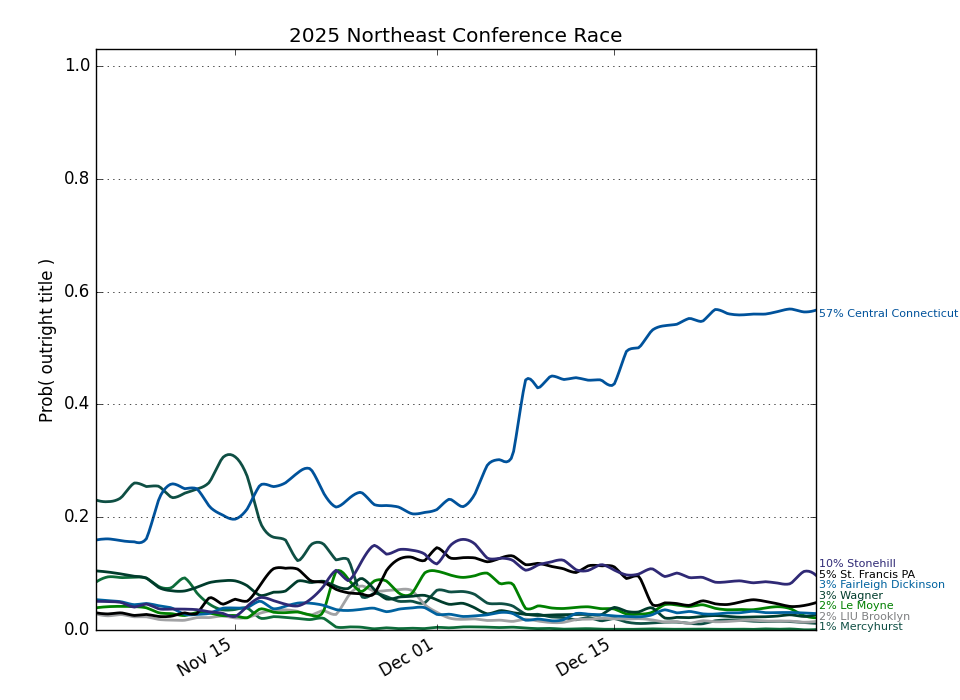 2025 Northeast Conference Race
Prob( outright title )
1.0
0.8
0.6
0.4
0.2
0.0
Nov 15
Dec 01
Dec 15
57% Central Connecticut
10% Stonehill
5% St. Francis PA
3% Fairleigh Dickinson
3% Wagner
2% Le Moyne
2% LIU Brooklyn
1% Mercyhurst